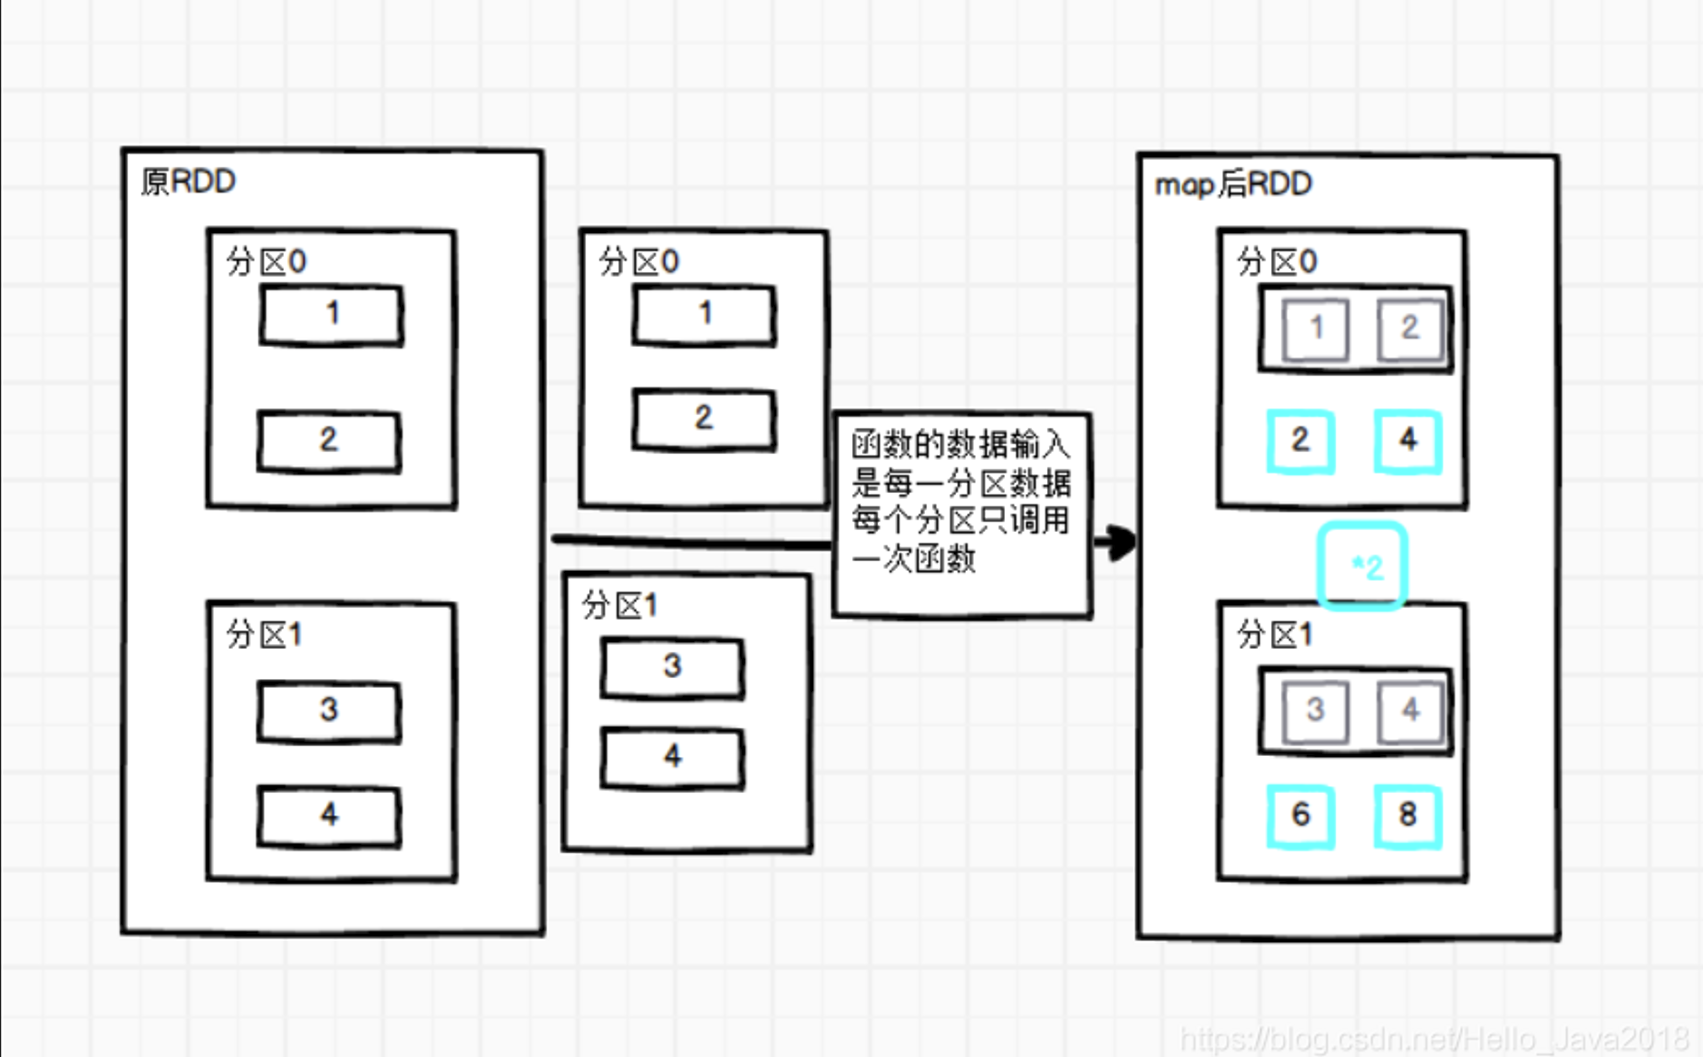 原RDD
分区0
1
2
分区1
3
4
分区0
1
2
分区1
3
4
函数的数据输入
是每一分区数据
每个分区只调用
一次函数
map后RDD
分区0
1 2
2 4
*2
分区1
3 4
6 8
https://blog.csdn.net/Hello_Java2018